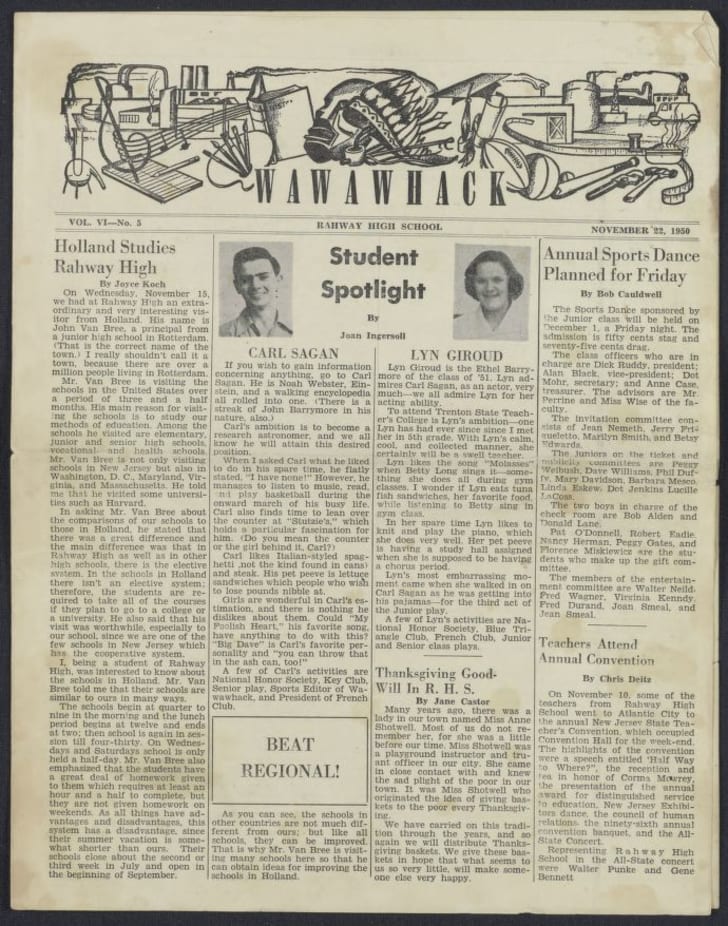 WAWAWHACK
VOL. VI—No. 5
RAHWAY HIGH SCHOOL
NOVEMBER 22, 1950
Holland Studies
Rahway High
By Joyce Koch
On Wednesday, November 15,
we had at Rahway High an extra-
ordinary and very interesting vis-
itor from Holland. His name is
John Van Bree, a principal from
a junior high school in Rotterdam.
(That is the correct name of the
town.) I really shouldn't call it a
town, because there are over a
million people living in Rotterdam.
Mr. Van Bree is visiting the
schools in the United States over
a period of three and a half
months. His main reason for visit-
ing the schools is to study our
methods of education. Among the
schools he visited are elementary,
junior and senior high schools,
vocational and health schools.
Mr. Van Bree is not only visiting
schools in New Jersey but also in
Washington, D. C., Maryland, Vir-
ginia, and Massachusetts. He told
me that he visited some universi-
ties such as Harvard.
In asking Mr. Van Bree about
the comparisons of our schools to
those in Holland, he stated that
there was a great difference and
the main difference was that in
Rahway High as well as in other
high schools, there is the elective
system. In the schools in Holland
there isn't an elective system;
therefore, the students are re-
quired to take all of the courses
if they plan to go to a college or
a university. He also said that his
visit was worthwhile, especially to
our school, since we are one of the
few schools in New Jersey which
has the cooperative system.
I, being a student of Rahway
High, was interested to know about
the schools in Holland. Mr. Van
Bree told me that their schools are
similar to ours in many ways.
The schools begin at quarter to
nine in the morning and the lunch
period begins at twelve and ends
at two; then school is again in ses-
sion till four-thirty. On Wednes-
days and Saturdays school is only
held a half-day. Mr. Van Bree also
emphasized that the students have
a great deal of homework given
to them which requires at least an
hour and a half to complete, but
they are not given homework on
weekends. As all things have ad-
vantages and disadvantages, this
system has a disadvantage, since
their summer vacation is some-
what shorter than ours. Their
schools close about the second or
third week in July and open in
the beginning of September.
Student
Spotlight
By
Joan Ingersoll
CARL SAGAN
If you wish to gain information
concerning anything, go to Carl
Sagan. He is Noah Webster, Ein-
stein, and a walking encyclopedia
all rolled into one. (There is a
streak of John Barrymore in his
nature, also.)
Carl's ambition is to become a
research astronomer, and we all
know he will attain this desired
position.
When I asked Carl what he liked
to do in his spare time, he flatly
stated, "I have none!" However, he
manages to listen to music, read,
and play basketball during the
onward march of his busy life.
Carl also finds time to lean over
the counter at "Stutsie's," which
holds a particular fascination for
him. (Do you mean the counter
or the girl behind it, Carl?)
Carl likes Italian-styled spag-
hetti (not the kind found in cans)
and steak. His pet peeve is lettuce
sandwiches which people who wish
to lose pounds nibble at.
Girls are wonderful in Carl's es-
timation, and there is nothing he
dislikes about them. Could "My
Foolish Heart," his favorite song,
have anything to do with this?
"Big Dave" is Carl's favorite per-
sonality and "you can throw that
in the ash can, too!"
A few of Carl's activities are
National Honor Society, Key Club,
Senior play, Sports Editor of Wa-
wawhack, and President of French
Club.
BEAT
REGIONAL!
As you can see, the schools in
other countries are not much dif-
ferent from ours; but like all
schools, they can be improved.
That is why Mr. Van Bree is visit-
ing many schools here so that he
can obtain ideas for improving the
schools in Holland.
LYN GIROUD
Lyn Giroud is the Ethel Barry-
more of the class of '51. Lyn ad-
mires Carl Sagan, as an actor, very
much—we all admire Lyn for her
acting ability.
To attend Trenton State Teach-
er's College is Lyn's ambition—one
Lyn has had ever since since I met
her in 5th grade. With Lyn's calm,
cool, and collected manner, she
certainly will be a swell teacher.
Lyn likes the song "Molasses"
when Betty Long sings it—some-
thing she does all during gym
classes. I wonder if Lyn eats tuna
fish sandwiches, her favorite food,
while listening to Betty sing in
gym class.
In her spare time Lyn likes to
knit and play the piano, which
she does very well. Her pet peeve
is having a study hall assigned
when she is supposed to be having
a chorus period.
Lyn's most embarrassing mo-
ment came when she walked in on
Carl Sagan as he was getting into
his pajamas—for the third act of
the Junior play.
A few of Lyn's activities are Na-
tional Honor Society, Blue Tri-
angle Club, French Club, Junior
and Senior class plays.
Thanksgiving Good-
Will In R. H. S.
By Jane Castor
Many years ago, there was a
lady in our town named Miss Anne
Shotwell. Most of us do not re-
member her, for she was a little
before our time. Miss Shotwell was
a playground instructor and tru-
ant officer in our city. She came
in close contact with and knew
the sad plight of the poor in our
town. It was Miss Shotwell who
originated the idea of giving bas-
kets to the poor every Thanksgiv-
ing.
We have carried on this tradi-
tion through the years, and so
again we will distribute Thanks-
giving baskets. We give these bas-
kets in hope that what seems to
us so very little, will make some-
one else very happy.
Annual Sports Dance
Planned for Friday
By Bob Cauldwell
The Sports Dance sponsored by
the Junior class will be held on
December 1, a Friday night. The
admission is fifty cents stag and
seventy-five cents drag.
The class officers who are in
charge are Dick Ruddy, president;
Alan Black, vice-president; Dot
Mohr, secretary; and Anne Case,
treasurer. The advisors are Mr.
Perrine and Miss Wise of the fa-
culty.
The invitation committee con-
sists of Jean Nemeth, Jerry Pri-
queletto, Marilyn Smith, and Betsy
Edwards.
The juniors on the ticket and
publicity committees are Peggy
Weibush, Dave Williams, Phil Duf-
fy, Mary Davidson, Barbara Mesco,
Linda Eskew, Dot Jenkins Lucille
LaCoss.
The two boys in charge of the
check room are Bob Alden and
Donald Lane.
Pat O'Donnell, Robert Eadie,
Nancy Herman, Peggy Gates, and
Florence Miskiewicz are the stu-
dents who make up the gift com-
mittee.
The members of the entertain-
ment committee are Walter Neild,
Fred Wagner, Virginia Kennedy,
Fred Durand, Joan Smeal, and
Jean Smeal.
Teachers Attend
Annual Convention
By Chris Deitz
On November 10, some of the
teachers from Rahway High
School went to Atlantic City to
the annual New Jersey State Tea-
cher's Convention, which occupied
Convention Hall for the week-end.
The highlights of the convention
were a speech entitled 'Half Way
to Where?", the reception and
tea in honor of Corma Mowrey,
the presentation of the annual
award for distinguished service
to education, New Jersey Exhibi-
tors dance, the council of human
relations, the ninety-sixth annual
convention banquet, and the All-
State Concert.
Representing Rahway High
School in the All-State concert
were Walter Punke and Gene
Bennett